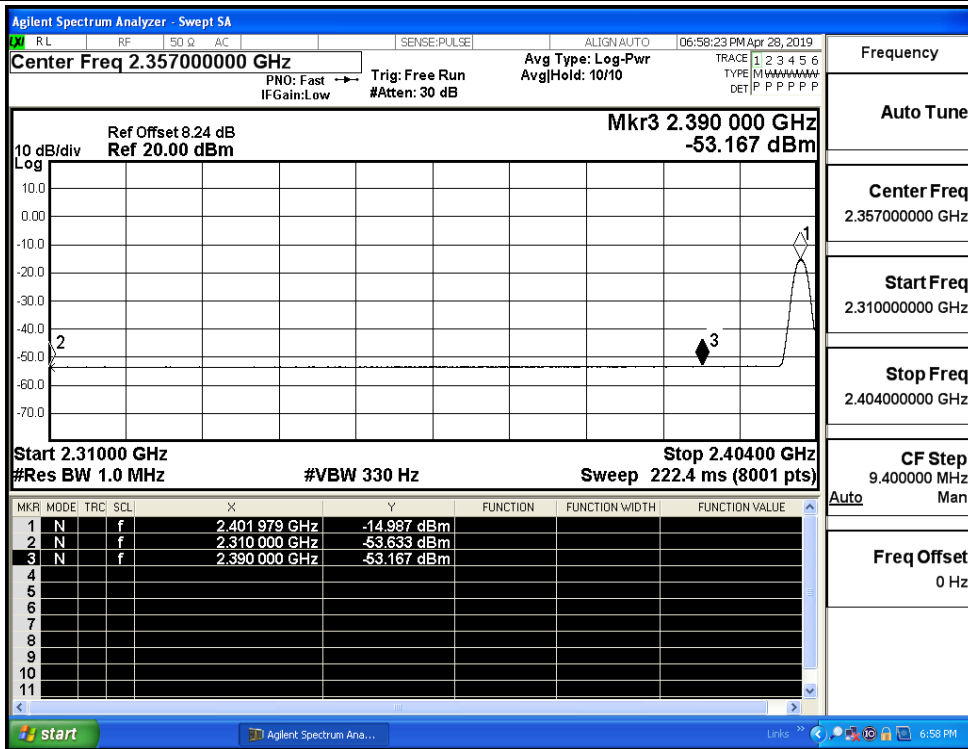 Agilent Spectrum Analyzer - Swept SA
LXI RL RF 50 Ω AC SENSE:PULSE ALIGN AUTO 06:58:23 PM Apr 28, 2019
Center Freq 2.357000000 GHz
PNO: Fast
IFGain:Low
Trig: Free Run
#Atten: 30 dB
Avg Type: Log-Pwr
Avg|Hold: 10/10
TRACE 1 2 3 4 5 6
TYPE MWWWWW
DET P P P P P P
Mkr3 2.390 000 GHz
-53.167 dBm
Ref Offset 8.24 dB
10 dB/div Ref 20.00 dBm
Log
10.0
0.00
-10.0
-20.0
-30.0
-40.0
-50.0
-60.0
-70.0
1
2
3
Start 2.31000 GHz Stop 2.40400 GHz
#Res BW 1.0 MHz #VBW 330 Hz Sweep 222.4 ms (8001 pts)
MKR MODE TRC SCL X Y FUNCTION FUNCTION WIDTH FUNCTION VALUE
1 N f 2.401 979 GHz -14.987 dBm
2 N f 2.310 000 GHz -53.633 dBm
3 N f 2.390 000 GHz -53.167 dBm
4
5
6
7
8
9
10
11
Frequency
Auto Tune
Center Freq
2.357000000 GHz
Start Freq
2.310000000 GHz
Stop Freq
2.404000000 GHz
CF Step
9.400000 MHz
Auto Man
Freq Offset
0 Hz
start Agilent Spectrum Ana... Links » 6:58 PM